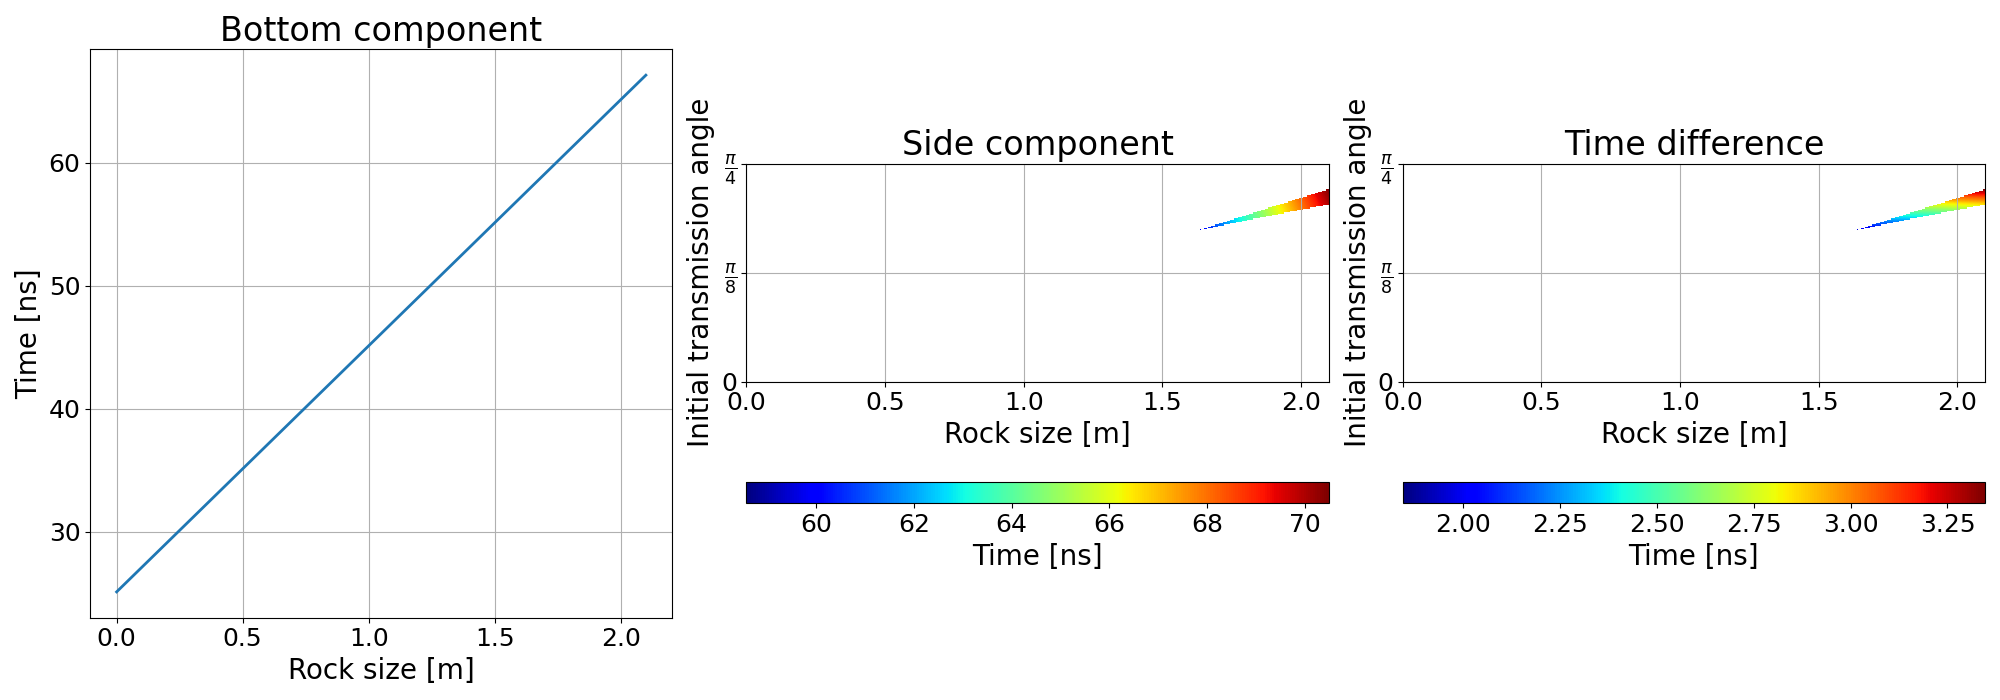 Bottom component
Time [ns]
60
50
40
30
0.0 0.5 1.0 1.5 2.0
Rock size [m]
Side component
Initial transmission angle
π/4
π/8
0
0.0 0.5 1.0 1.5 2.0
Rock size [m]
60 62 64 66 68 70
Time [ns]
Time difference
Initial transmission angle
π/4
π/8
0
0.0 0.5 1.0 1.5 2.0
Rock size [m]
2.00 2.25 2.50 2.75 3.00 3.25
Time [ns]